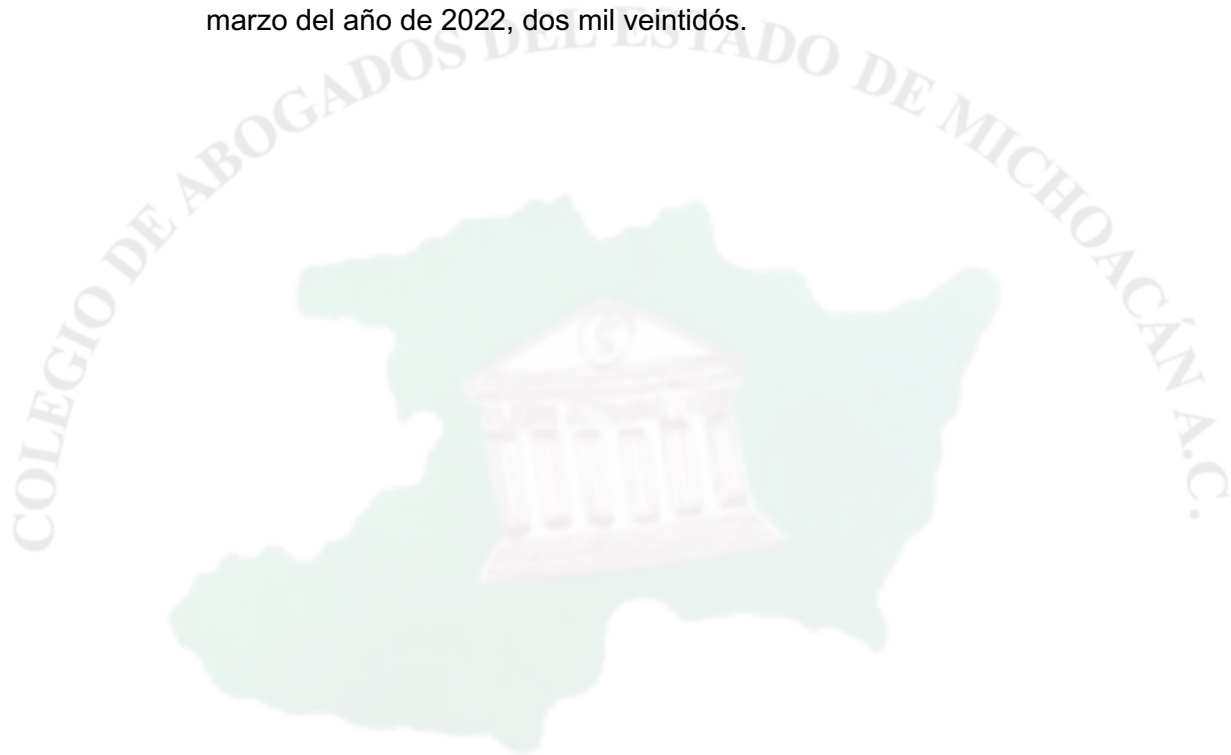 marzo del año de 2022, dos mil veintidós.
COLEGIO DE ABOGADOS DEL ESTADO DE MICHOACÁN A.C.